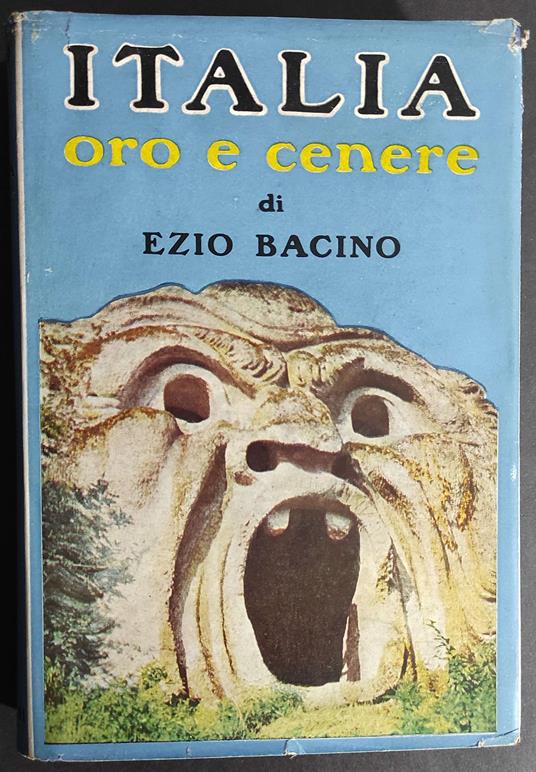 ITALIA
oro e cenere
di
EZIO BACINO